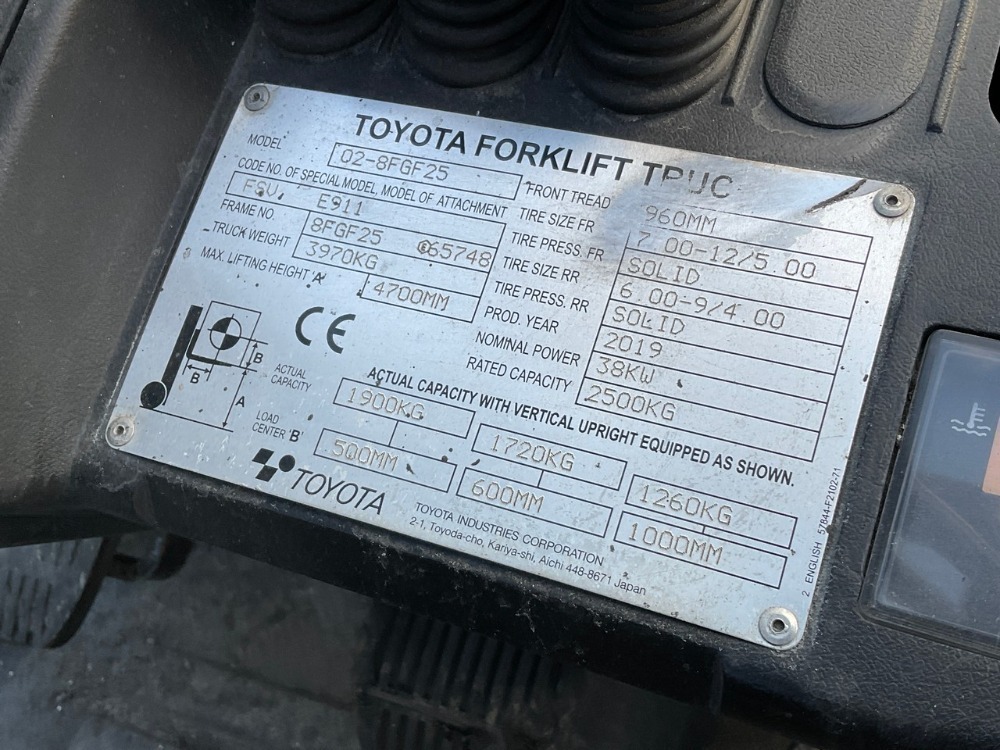 TOYOTA FORKLIFT TRUC
MODEL 02-8FGF25
CODE NO. OF SPECIAL MODEL, MODEL OF ATTACHMENT
FSV, E911
FRAME NO. 8FGF25 65748
TRUCK WEIGHT 3970KG
MAX. LIFTING HEIGHT 'A' 4700MM
FRONT TREAD 960MM
TIRE SIZE FR 7.00-12/5.00
TIRE PRESS. FR SOLID
TIRE SIZE RR 6.00-9/4.00
TIRE PRESS. RR SOLID
PROD. YEAR 2019
NOMINAL POWER 38KW
RATED CAPACITY 2500KG
CE
B
B
A
ACTUAL CAPACITY WITH VERTICAL UPRIGHT EQUIPPED AS SHOWN.
ACTUAL CAPACITY 1900KG 1720KG 1260KG
LOAD CENTER 'B' 500MM 600MM 1000MM
TOYOTA
TOYOTA INDUSTRIES CORPORATION
2-1, Toyoda-cho, Kariya-shi, Aichi 448-8671 Japan
2 ENGLISH 57844-F2102-71